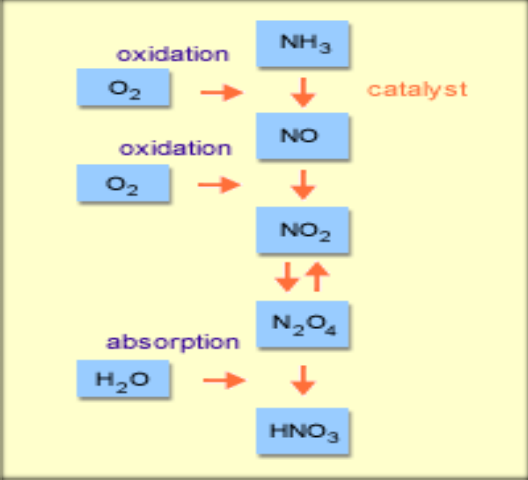 NH₃
oxidation
O₂
catalyst
NO
oxidation
O₂
NO₂
N₂O₄
absorption
H₂O
HNO₃